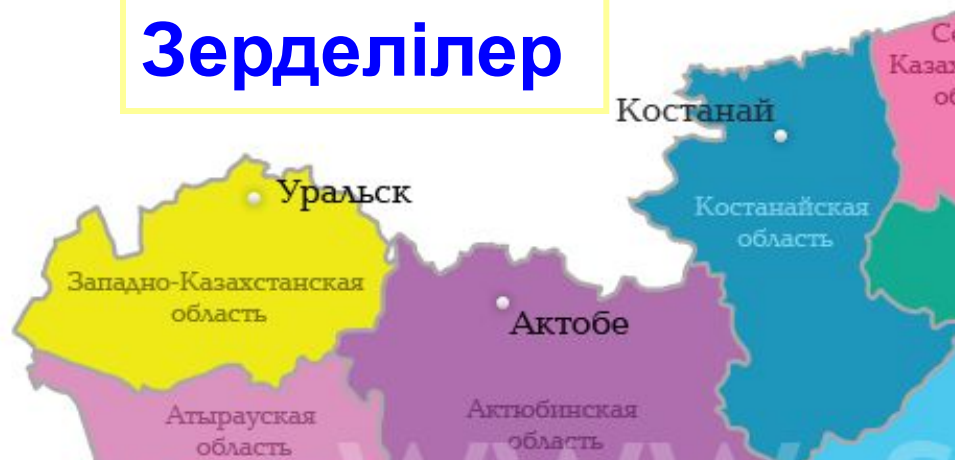 Зерделілер
Костанай
Уральск
Костанайская
область
Западно-Казахстанская
область
Актобе
Атырауская
область
Актюбинская
область